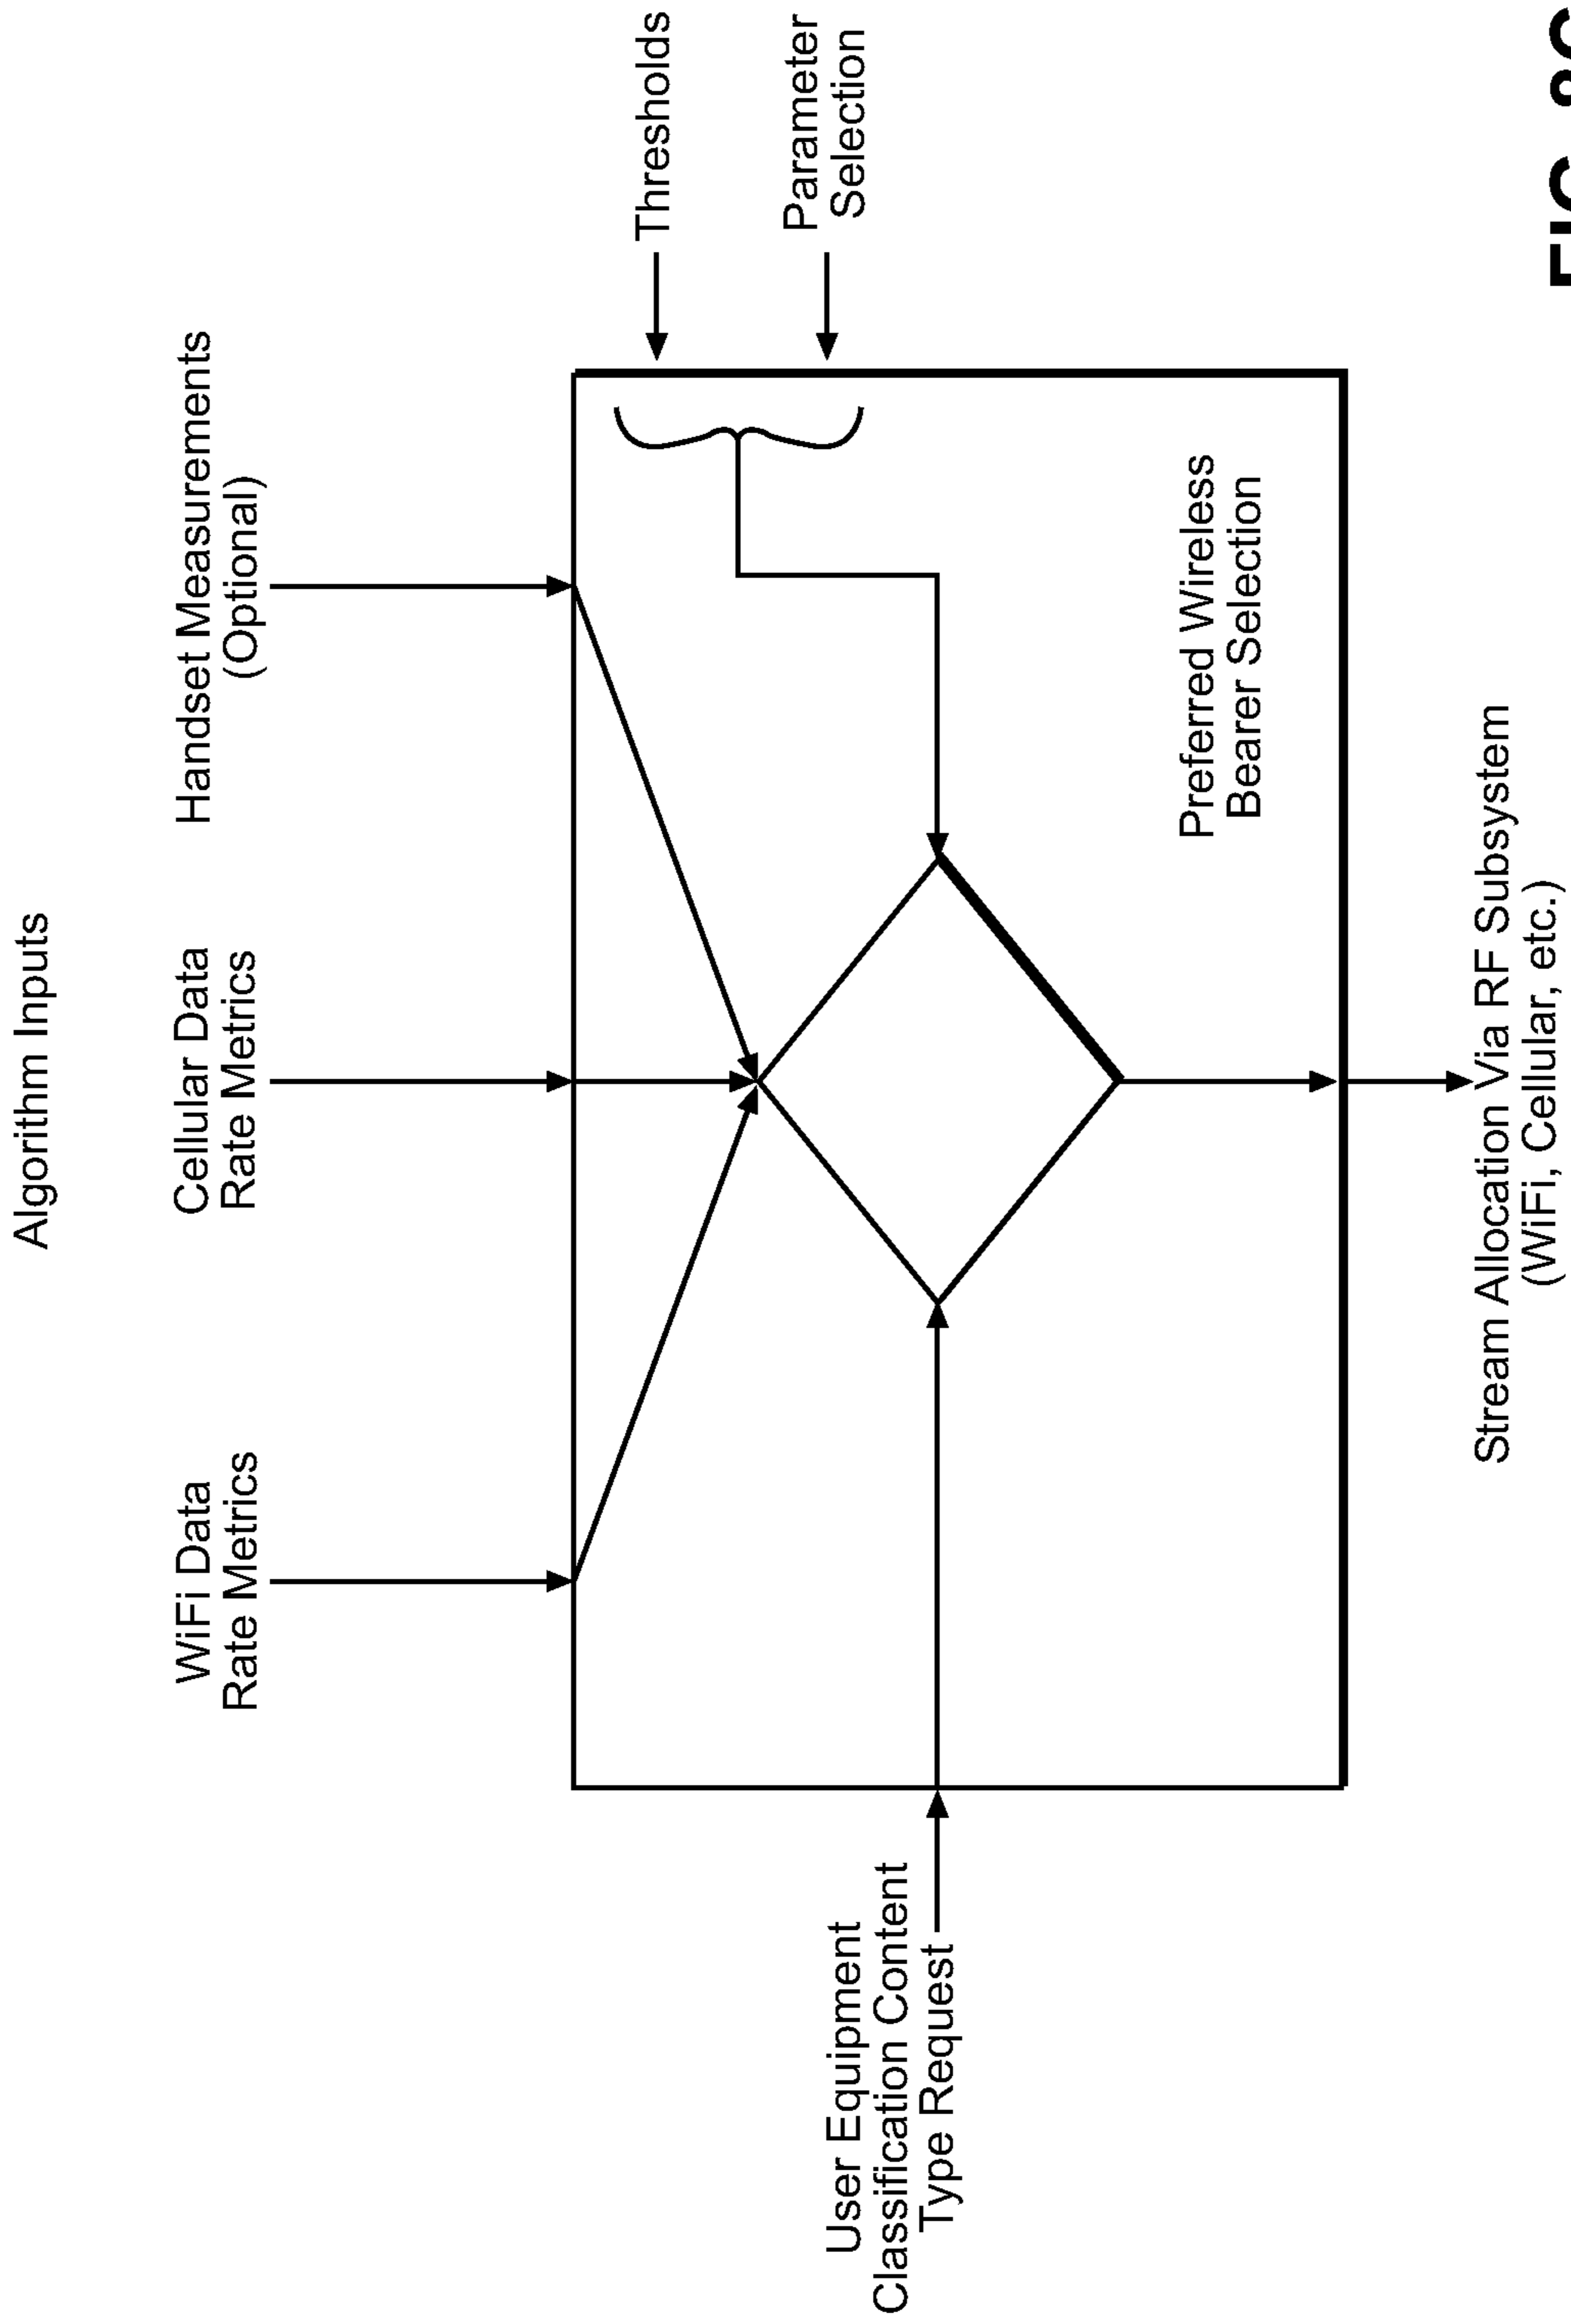 Algorithm Inputs
WiFi Data
Rate Metrics
Cellular Data
Rate Metrics
Handset Measurements
(Optional)
Thresholds
Parameter
Selection
User Equipment
Classification Content
Type Request
Preferred Wireless
Bearer Selection
Stream Allocation Via RF Subsystem
(WiFi, Cellular, etc.)
FIG.